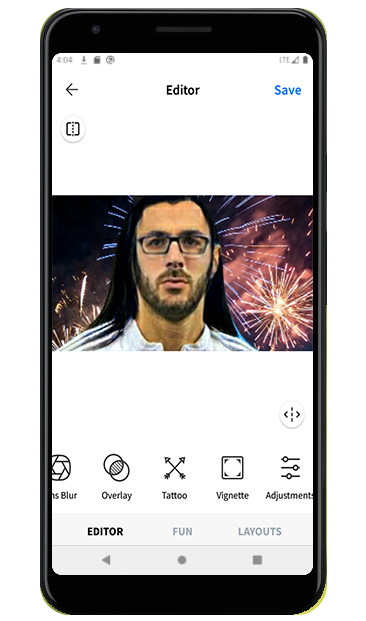 4:04 LTE
Editor Save
ns Blur Overlay Tattoo Vignette Adjustments
EDITOR FUN LAYOUTS